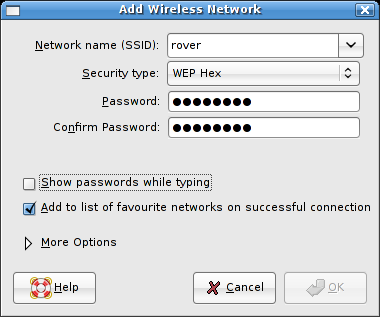 Add Wireless Network
Network name (SSID): rover
Security type: WEP Hex
Password: ●●●●●●●●
Confirm Password: ●●●●●●●●
Show passwords while typing
Add to list of favourite networks on successful connection
More Options
Help Cancel OK